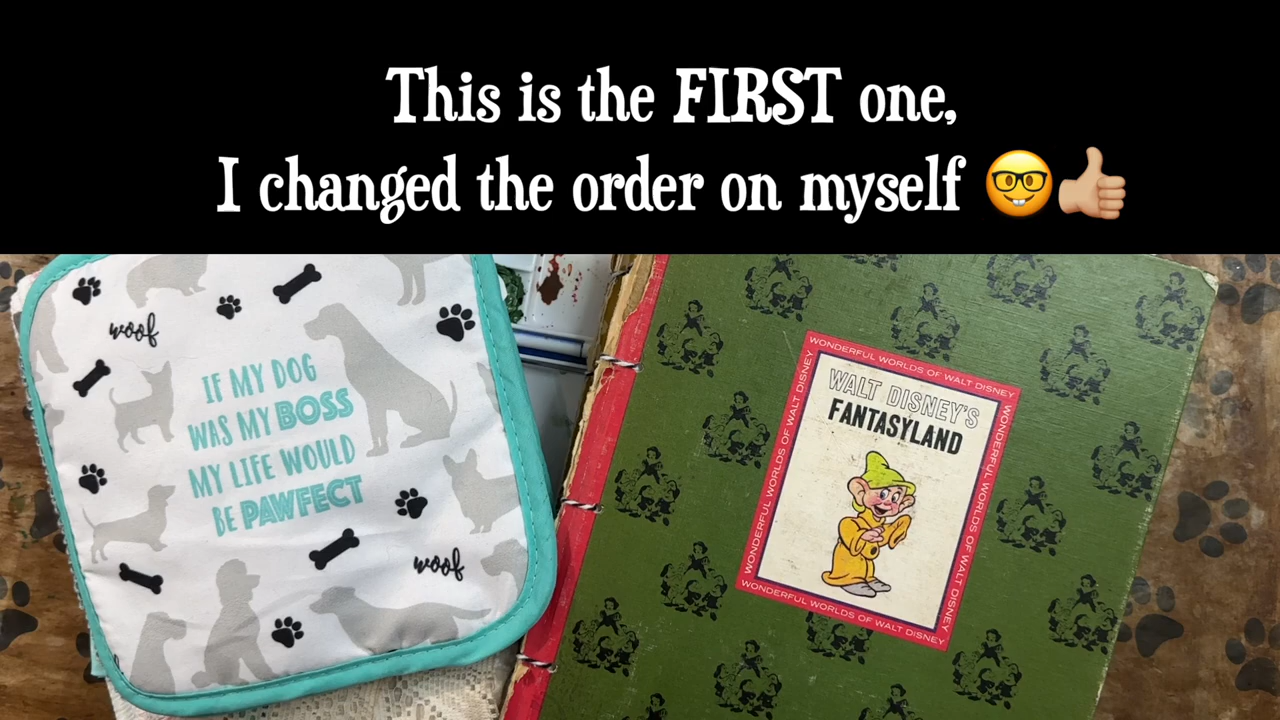 This is the FIRST one,
I changed the order on myself 🤓👍🏼
woof
IF MY DOG
WAS MY BOSS
MY LIFE WOULD
BE PAWFECT
woof
WONDERFUL WORLDS OF WALT DISNEY
WONDERFUL WORLDS OF WALT DISNEY
WALT DISNEY'S
FANTASYLAND
WONDERFUL WORLDS OF WALT DISNEY
WONDERFUL WORLDS OF WALT DISNEY